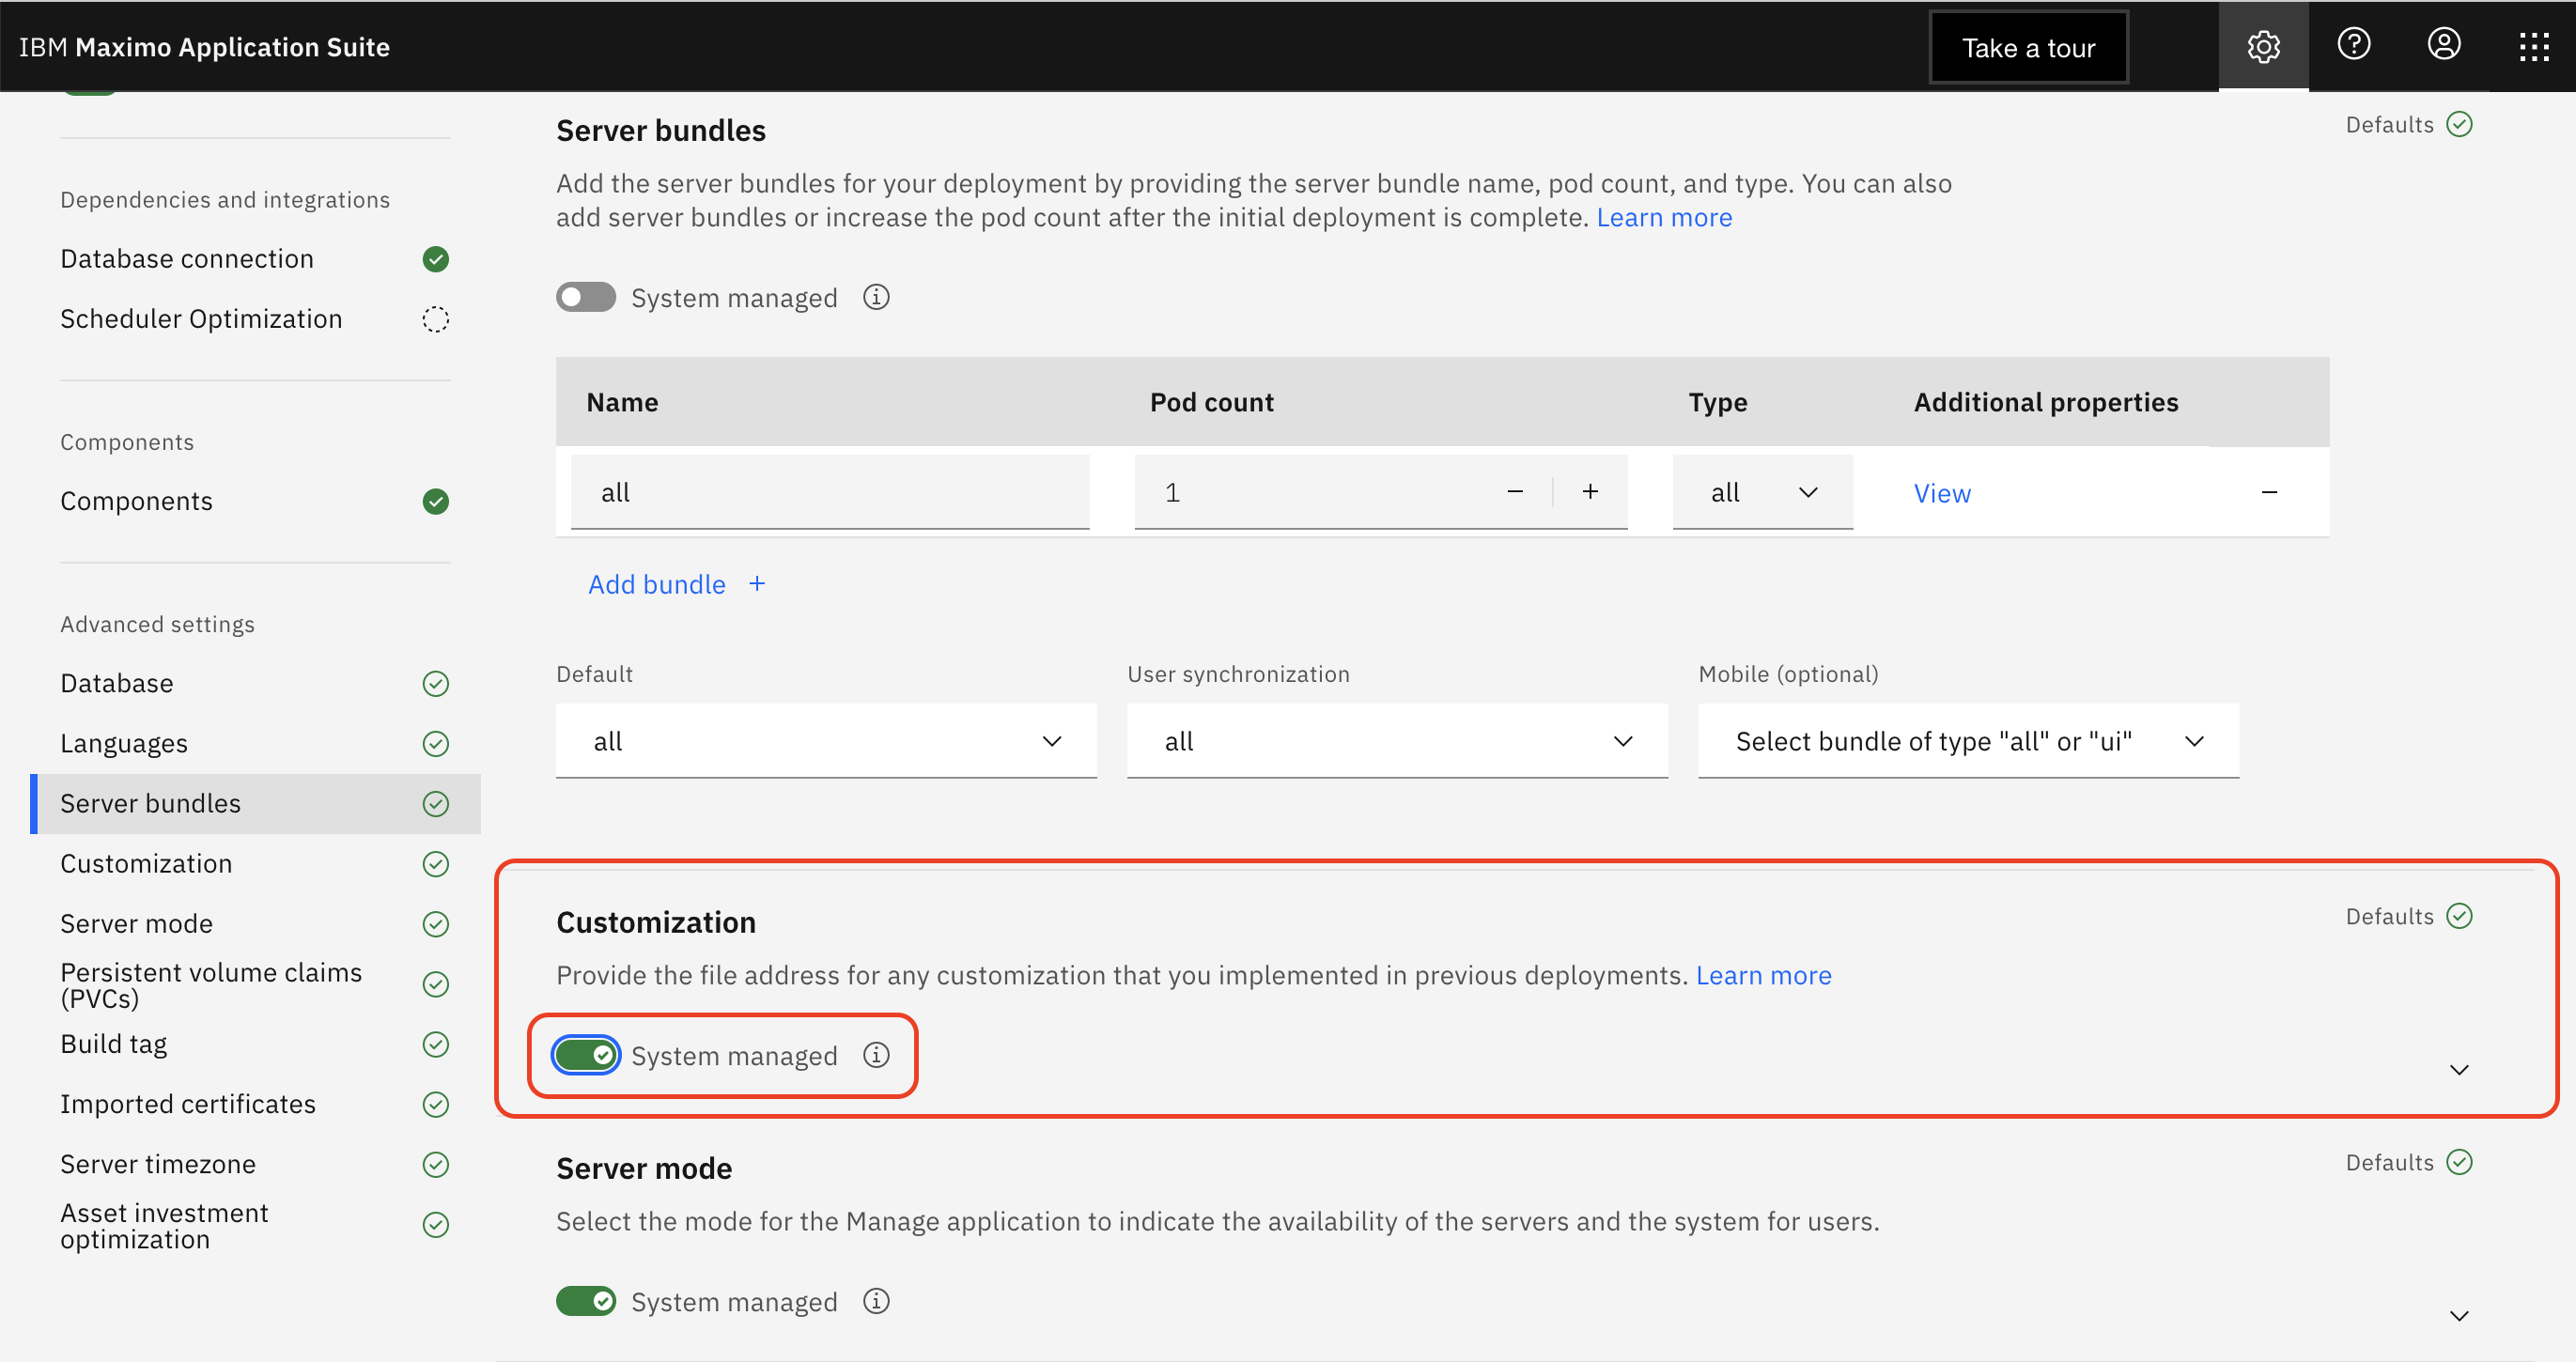 IBM Maximo Application Suite
Take a tour
Dependencies and integrations
Database connection
Scheduler Optimization
Components
Components
Advanced settings
Database
Languages
Server bundles
Customization
Server mode
Persistent volume claims
(PVCs)
Build tag
Imported certificates
Server timezone
Asset investment
optimization
Server bundles
Defaults
Add the server bundles for your deployment by providing the server bundle name, pod count, and type. You can also
add server bundles or increase the pod count after the initial deployment is complete. Learn more
System managed
Name Pod count Type Additional properties
all 1 all View
Add bundle +
Default User synchronization Mobile (optional)
all all Select bundle of type "all" or "ui"
Customization
Defaults
Provide the file address for any customization that you implemented in previous deployments. Learn more
System managed
Server mode
Defaults
Select the mode for the Manage application to indicate the availability of the servers and the system for users.
System managed